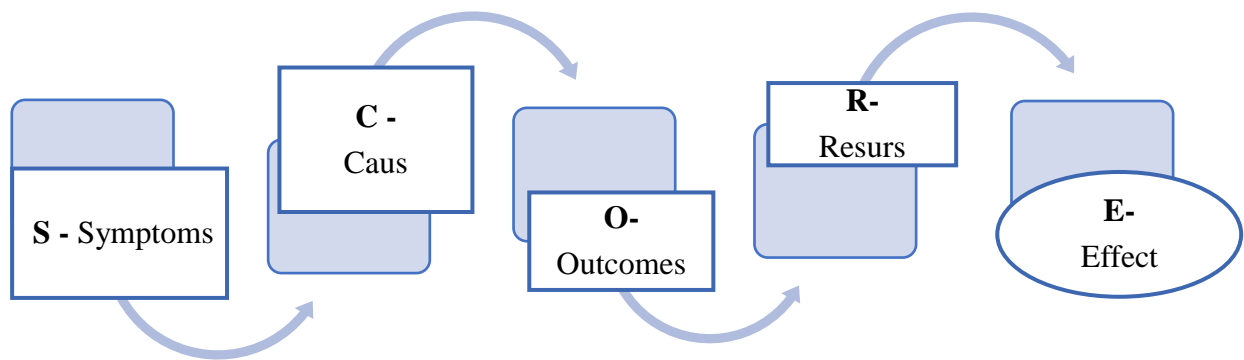 S - Symptoms
C -
Caus
O-
Outcomes
R-
Resurs
E-
Effect